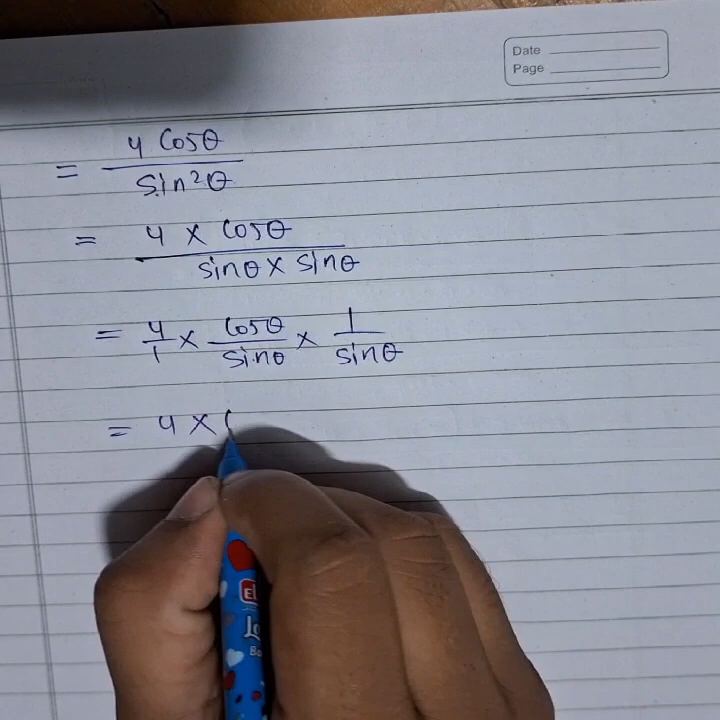 Date
Page
= 4 Cosθ / sin²θ
= 4 × Cosθ / sinθ × sinθ
= 4/1 × Cosθ/sinθ × 1/sinθ
= 4 × (